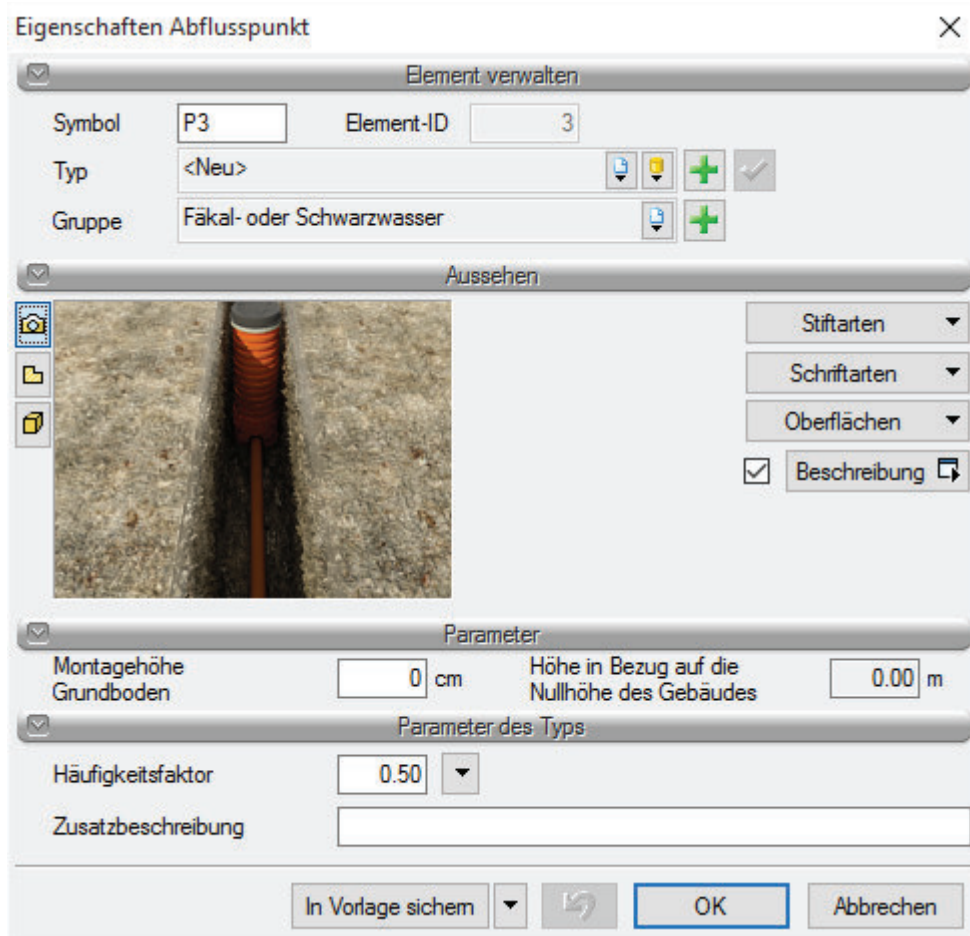 Eigenschaften Abflusspunkt
Element verwalten
Symbol P3 Element-ID 3
Typ <Neu>
Gruppe Fäkal- oder Schwarzwasser
Aussehen
Stiftarten
Schriftarten
Oberflächen
Beschreibung
Parameter
Montagehöhe
Grundboden
0 cm
Höhe in Bezug auf die
Nullhöhe des Gebäudes
0.00 m
Parameter des Typs
Häufigkeitsfaktor 0.50
Zusatzbeschreibung
In Vorlage sichern OK Abbrechen